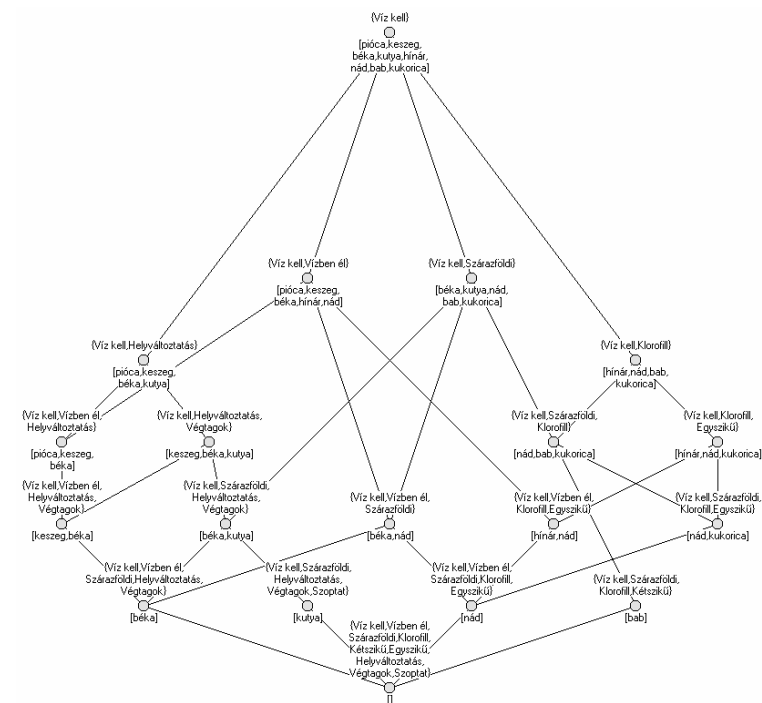 {Víz kell}
[pióca,keszeg,
béka,kutya,hínár,
nád,bab,kukorica]
{Víz kell,Vízben él}
[pióca,keszeg,
béka,hínár,nád]
{Víz kell,Szárazföldi}
[béka,kutya,nád,
bab,kukorica]
{Víz kell,Helyváltoztatás}
[pióca,keszeg,
béka,kutya]
{Víz kell,Klorofill}
[hínár,nád,bab,
kukorica]
{Víz kell,Vízben él,
Helyváltoztatás}
[pióca,keszeg,
béka]
{Víz kell,Helyváltoztatás,
Végtagok}
[keszeg,béka,kutya]
{Víz kell,Szárazföldi,
Klorofill}
[nád,bab,kukorica]
{Víz kell,Klorofill,
Egyszikű}
[hínár,nád,kukorica]
{Víz kell,Vízben él,
Helyváltoztatás,
Végtagok}
[keszeg,béka]
{Víz kell,Szárazföldi,
Helyváltoztatás,
Végtagok}
[béka,kutya]
{Víz kell,Vízben él,
Szárazföldi}
[béka,nád]
{Víz kell,Vízben él,
Klorofill,Egyszikű}
[hínár,nád]
{Víz kell,Szárazföldi,
Klorofill,Egyszikű}
[nád,kukorica]
{Víz kell,Vízben él,
Szárazföldi,Helyváltoztatás,
Végtagok}
[béka]
{Víz kell,Szárazföldi,
Helyváltoztatás,
Végtagok,Szoptat}
[kutya]
{Víz kell,Vízben él,
Szárazföldi,Klorofill,
Egyszikű}
[nád]
{Víz kell,Szárazföldi,
Klorofill,Kétszikű}
[bab]
{Víz kell,Vízben él,
Szárazföldi,Klorofill,
Kétszikű,Egyszikű,
Helyváltoztatás,
Végtagok,Szoptat}
[]